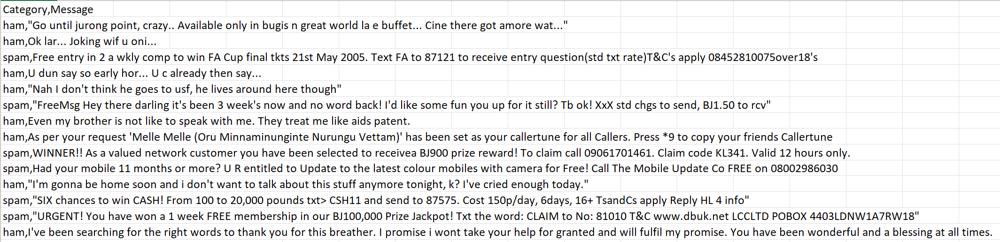 Category,Message
ham,"Go until jurong point, crazy.. Available only in bugis n great world la e buffet... Cine there got amore wat..."
ham,Ok lar... Joking wif u oni...
spam,Free entry in 2 a wkly comp to win FA Cup final tkts 21st May 2005. Text FA to 87121 to receive entry question(std txt rate)T&C's apply 08452810075over18's
ham,U dun say so early hor... U c already then say...
ham,"Nah I don't think he goes to usf, he lives around here though"
spam,"FreeMsg Hey there darling it's been 3 week's now and no word back! I'd like some fun you up for it still? Tb ok! XxX std chgs to send, BJ1.50 to rcv"
ham,Even my brother is not like to speak with me. They treat me like aids patent.
ham,As per your request 'Melle Melle (Oru Minnaminunginte Nurungu Vettam)' has been set as your callertune for all Callers. Press *9 to copy your friends Callertune
spam,WINNER!! As a valued network customer you have been selected to receivea BJ900 prize reward! To claim call 09061701461. Claim code KL341. Valid 12 hours only.
spam,Had your mobile 11 months or more? U R entitled to Update to the latest colour mobiles with camera for Free! Call The Mobile Update Co FREE on 08002986030
ham,"I'm gonna be home soon and i don't want to talk about this stuff anymore tonight, k? I've cried enough today."
spam,"SIX chances to win CASH! From 100 to 20,000 pounds txt> CSH11 and send to 87575. Cost 150p/day, 6days, 16+ TsandCs apply Reply HL 4 info"
spam,"URGENT! You have won a 1 week FREE membership in our BJ100,000 Prize Jackpot! Txt the word: CLAIM to No: 81010 T&C www.dbuk.net LCCLTD POBOX 4403LDNW1A7RW18"
ham,I've been searching for the right words to thank you for this breather. I promise i wont take your help for granted and will fulfil my promise. You have been wonderful and a blessing at all times.